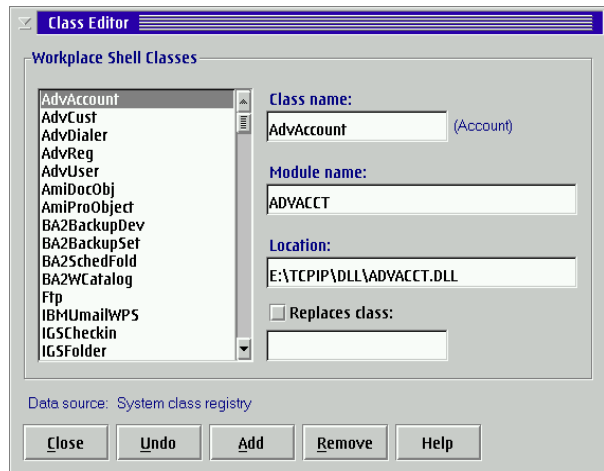 Class Editor
Workplace Shell Classes
AdvAccount
AdvCust
AdvDialer
AdvReg
AdvUser
AmiDocObj
AmiProObject
BA2BackupDev
BA2BackupSet
BA2SchedFold
BA2WCatalog
Ftp
IBMUmailWPS
IGSCheckin
IGSFolder
Class name:
AdvAccount (Account)
Module name:
ADVACCT
Location:
E:\TCPIP\DLL\ADVACCT.DLL
Replaces class:
Data source: System class registry
Close Undo Add Remove Help